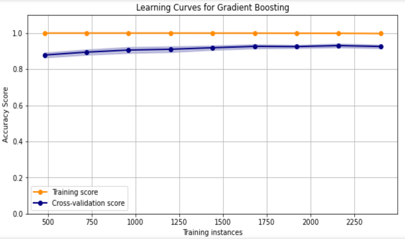 Learning Curves for Gradient Boosting
Accuracy Score
1.0
0.8
0.6
0.4
0.2
0.0
Training score
Cross-validation score
500
750
1000
1250
1500
1750
2000
2250
Training instances